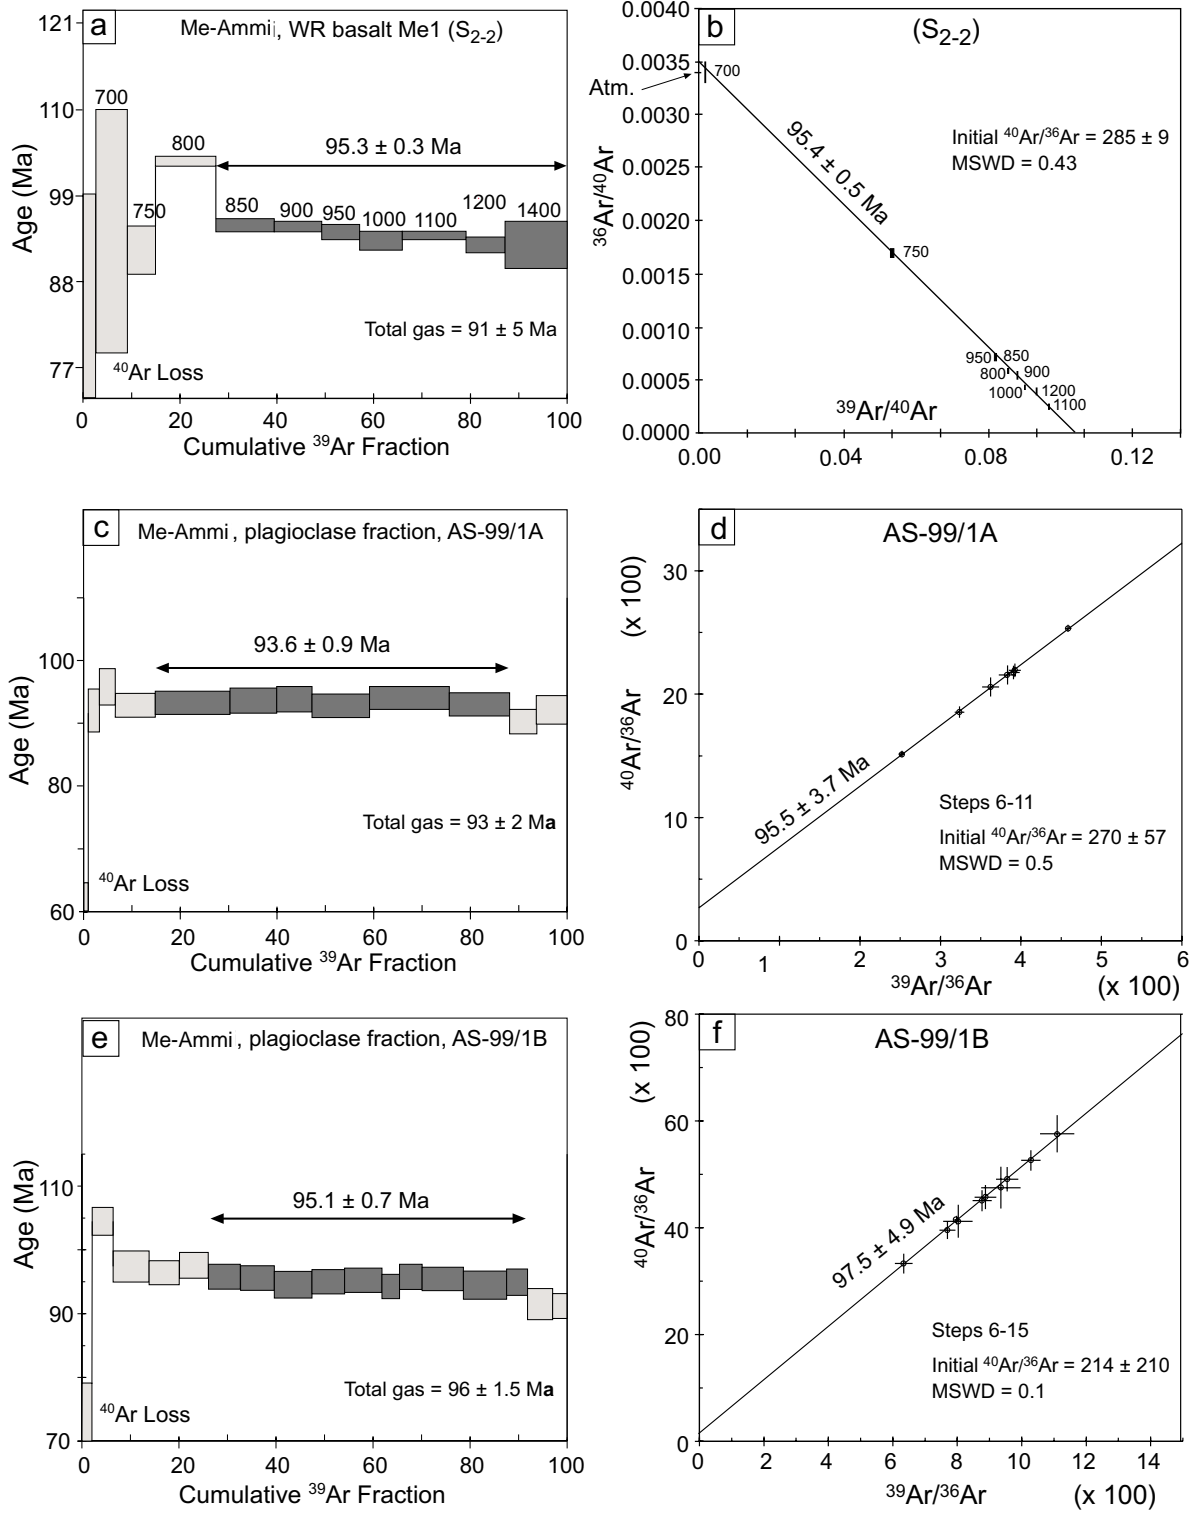 a
Me-Ammi, WR basalt Me1 (S2-2)
121
110
99
88
77
Age (Ma)
700
750
800
850
900
950
1000
1100
1200
1400
95.3 ± 0.3 Ma
Total gas = 91 ± 5 Ma
40Ar Loss
0 20 40 60 80 100
Cumulative 39Ar Fraction
b
(S2-2)
0.0040
0.0035
0.0030
0.0025
0.0020
0.0015
0.0010
0.0005
0.0000
36Ar/40Ar
Atm.
700
95.4 ± 0.5 Ma
Initial 40Ar/36Ar = 285 ± 9
MSWD = 0.43
750
950 850
800 900
1000 1200
1100
39Ar/40Ar
0.00 0.04 0.08 0.12
c
Me-Ammi, plagioclase fraction, AS-99/1A
100
80
60
Age (Ma)
93.6 ± 0.9 Ma
Total gas = 93 ± 2 Ma
40Ar Loss
0 20 40 60 80 100
Cumulative 39Ar Fraction
d
AS-99/1A
30
20
10
0
40Ar/36Ar (x 100)
95.5 ± 3.7 Ma
Steps 6-11
Initial 40Ar/36Ar = 270 ± 57
MSWD = 0.5
0 1 2 3 4 5 6
39Ar/36Ar (x 100)
e
Me-Ammi, plagioclase fraction, AS-99/1B
110
90
70
Age (Ma)
95.1 ± 0.7 Ma
Total gas = 96 ± 1.5 Ma
40Ar Loss
0 20 40 60 80 100
Cumulative 39Ar Fraction
f
AS-99/1B
80
60
40
20
0
40Ar/36Ar (x 100)
97.5 ± 4.9 Ma
Steps 6-15
Initial 40Ar/36Ar = 214 ± 210
MSWD = 0.1
0 2 4 6 8 10 12 14
39Ar/36Ar (x 100)